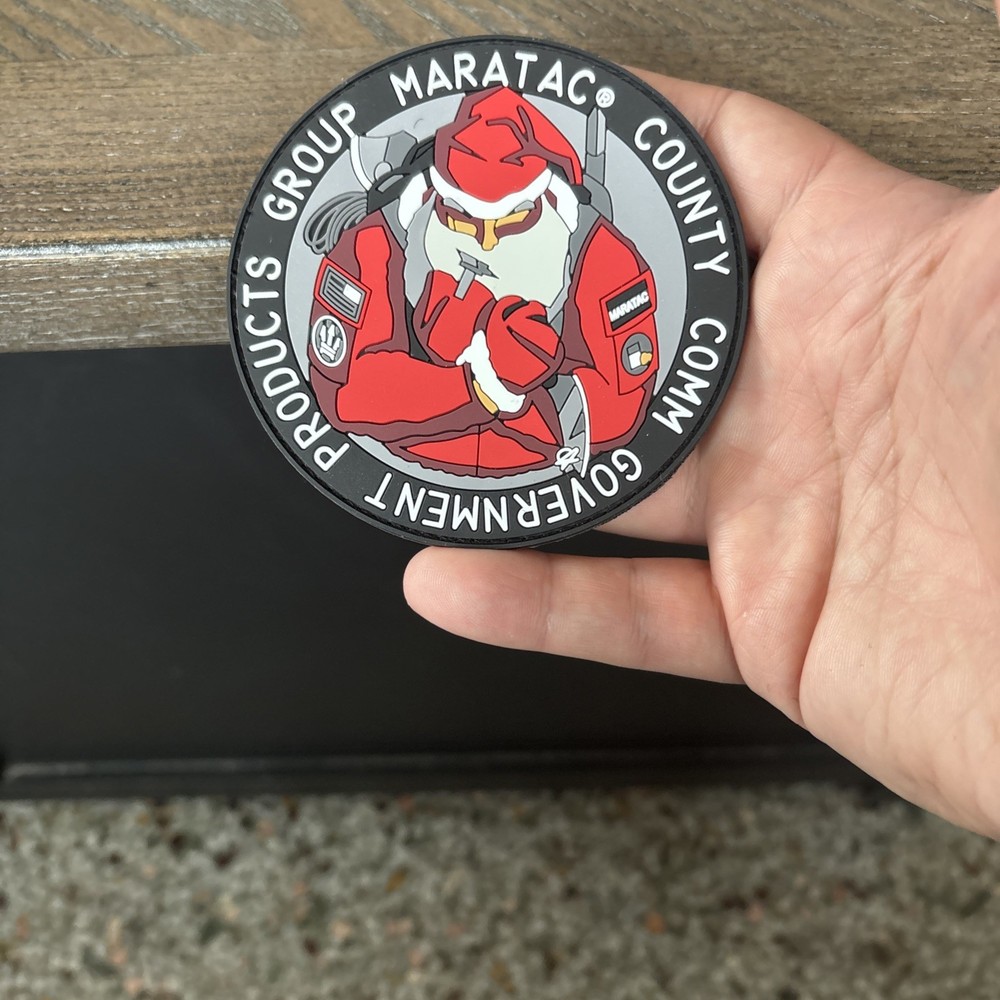 MARATAC® COUNTY COMM GOVERNMENT PRODUCTS GROUP
MARATAC